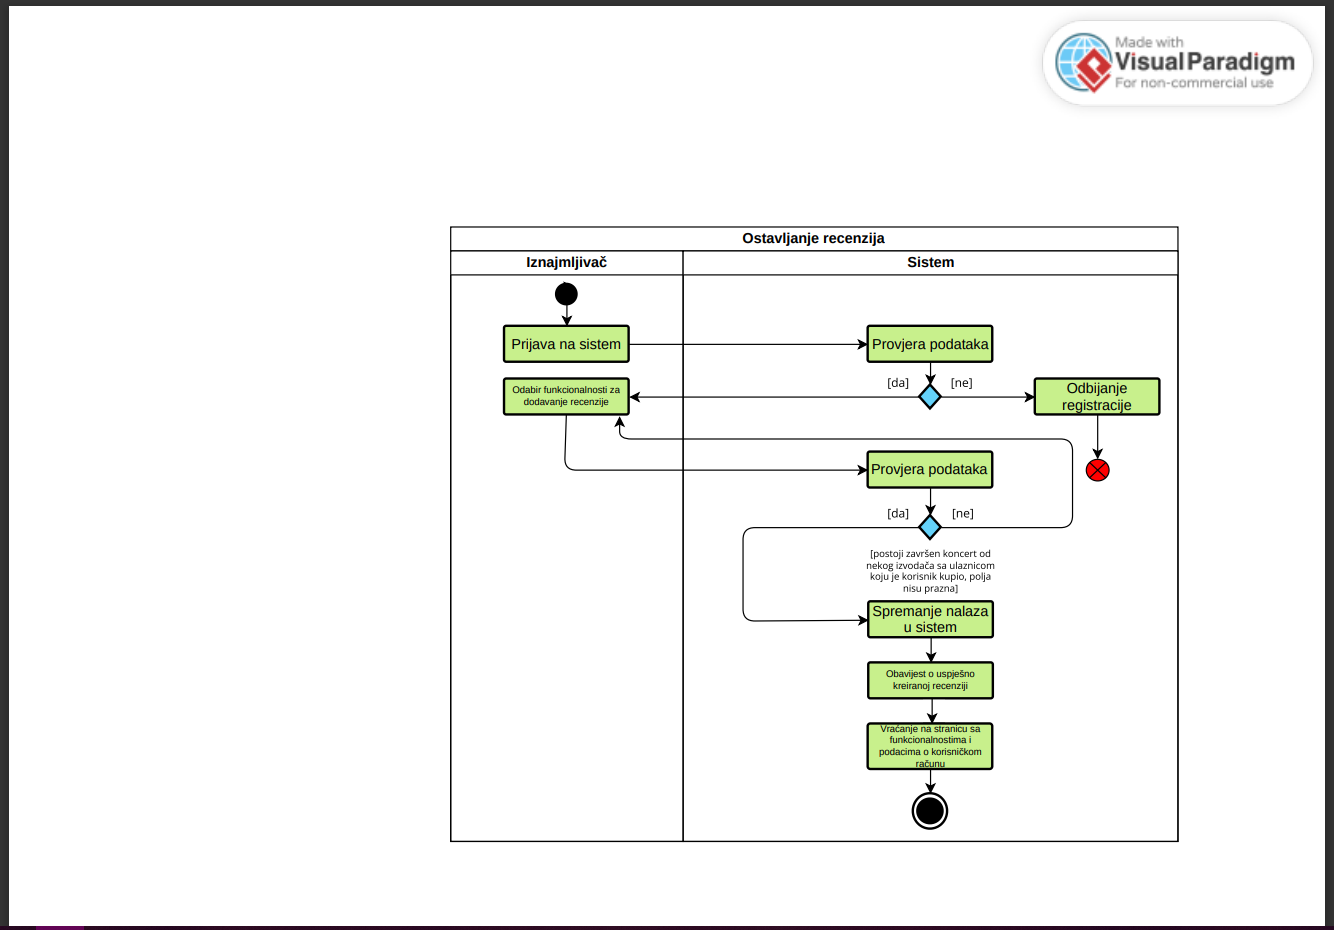 Made with
Visual Paradigm
For non-commercial use
Ostavljanje recenzija
Iznajmljivač
Sistem
Prijava na sistem
Provjera podataka
[da]
[ne]
Odabir funkcionalnosti za
dodavanje recenzije
Odbijanje
registracije
Provjera podataka
[da]
[ne]
[postoji završen koncert od
nekog izvođača sa ulaznicom
koju je korisnik kupio, polja
nisu prazna]
Spremanje nalaza
u sistem
Obavijest o uspješno
kreiranoj recenziji
Vraćanje na stranicu sa
funkcionalnostima i
podacima o korisničkom
računu